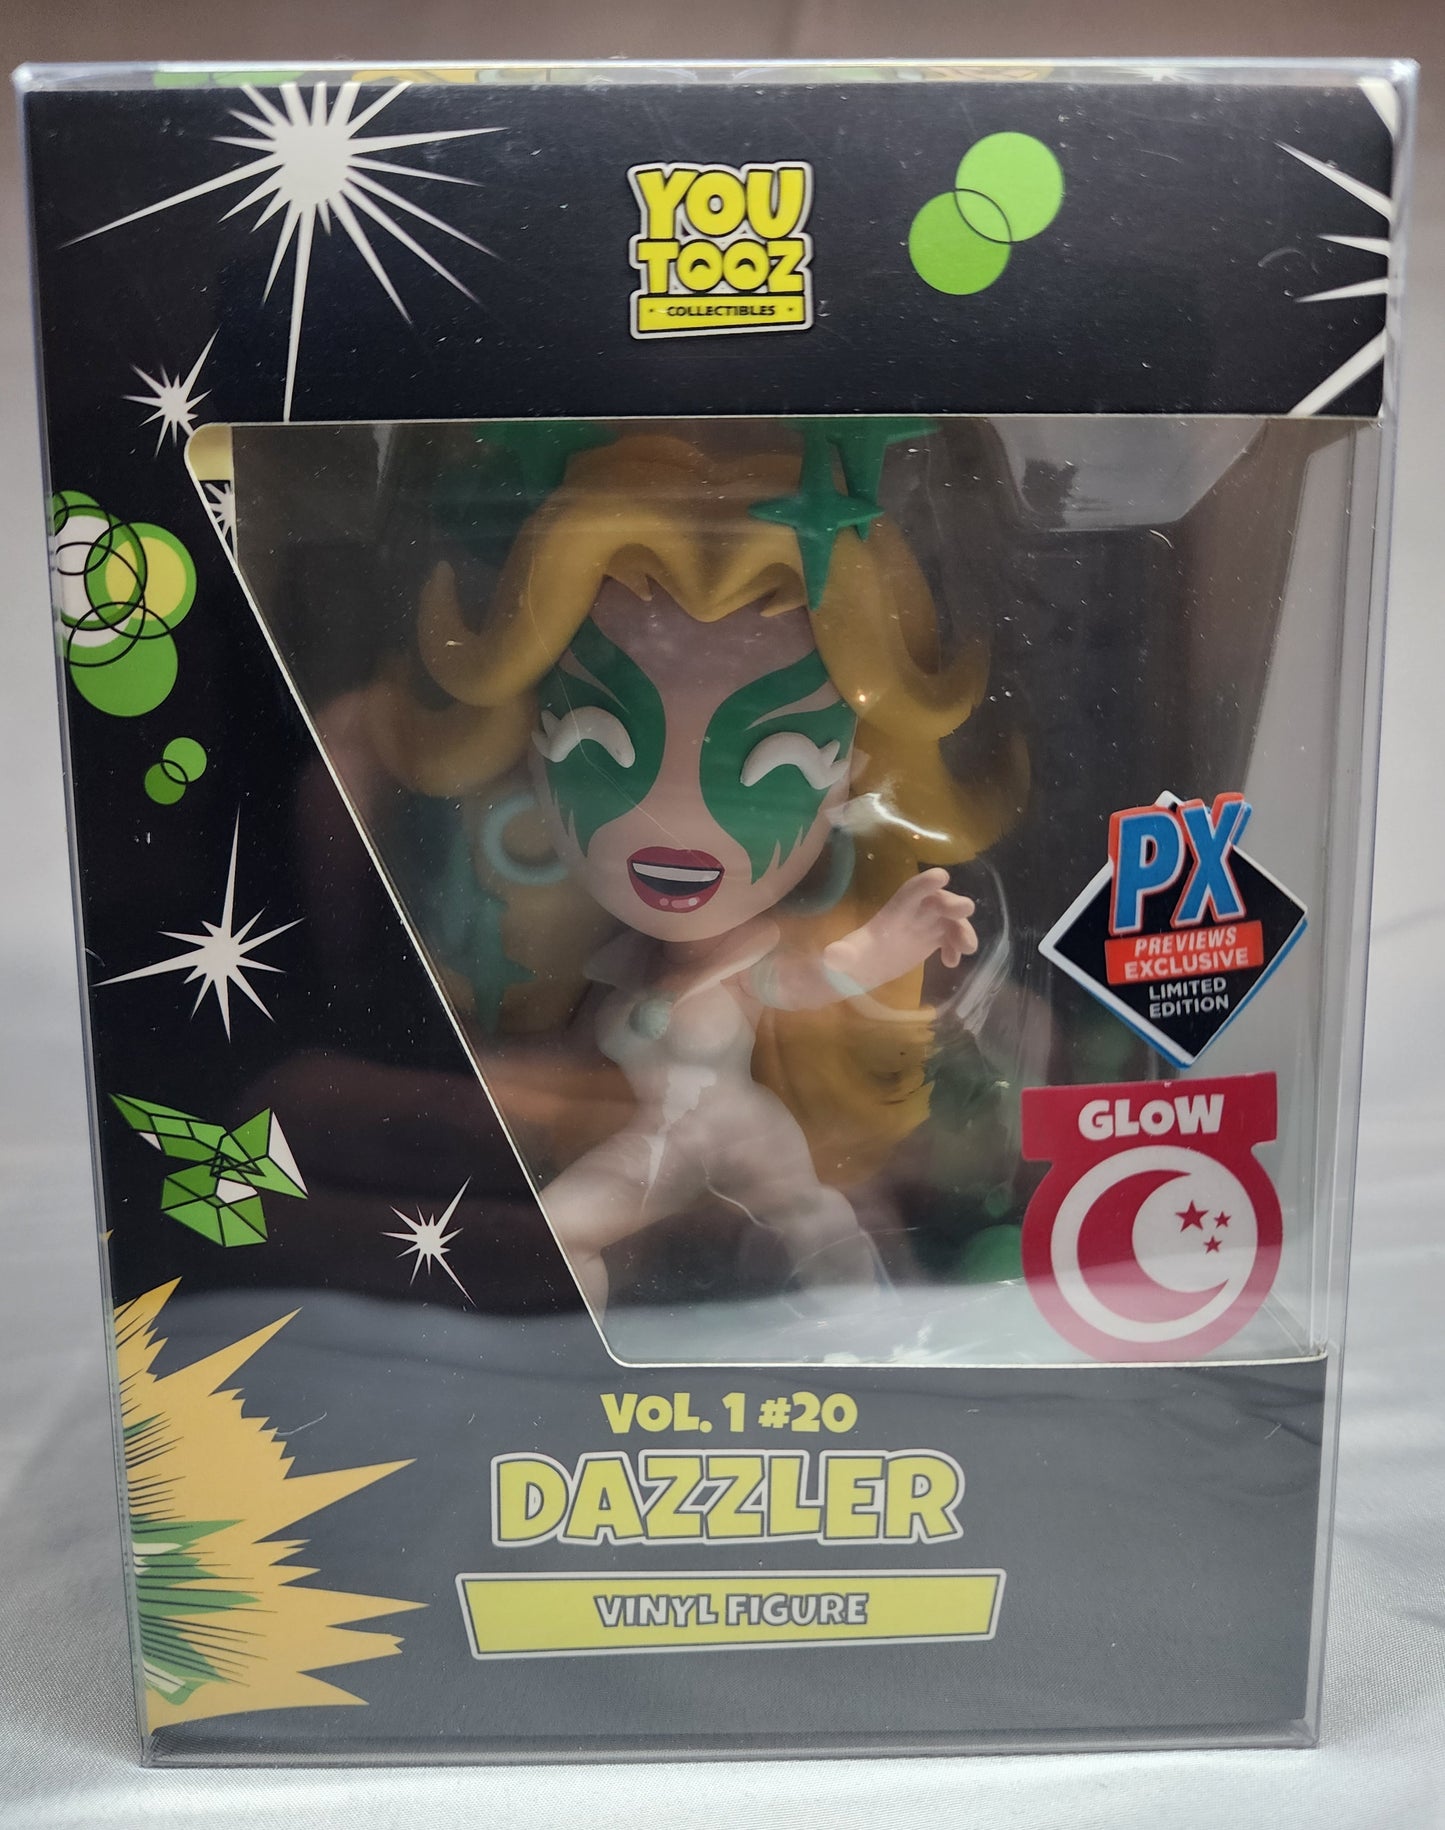 YOU
TOOZ
• COLLECTIBLES •
PX
PREVIEWS
EXCLUSIVE
LIMITED
EDITION
GLOW
VOL. 1 #20
DAZZLER
VINYL FIGURE